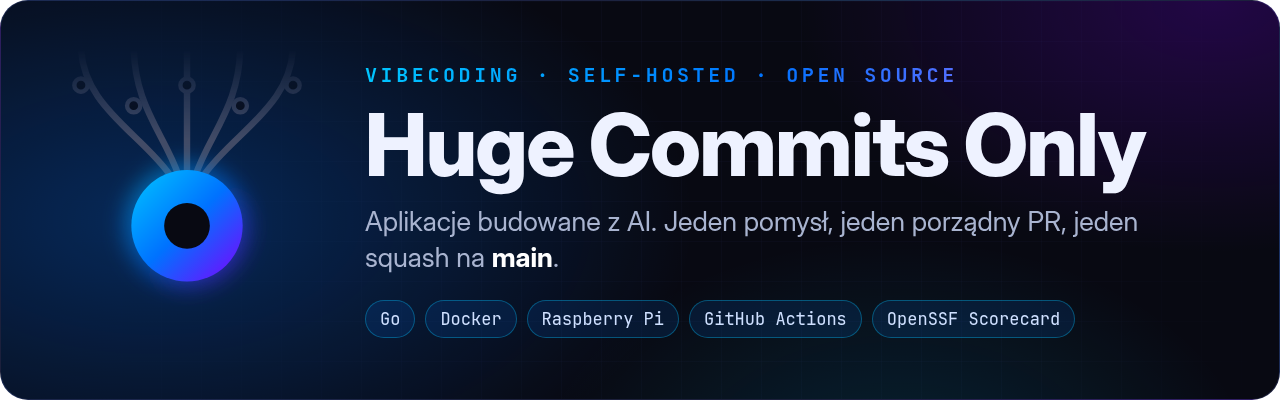 VIBECODING · SELF-HOSTED · OPEN SOURCE
Huge Commits Only
Aplikacje budowane z AI. Jeden pomysł, jeden porządny PR, jeden
squash na main.
Go Docker Raspberry Pi GitHub Actions OpenSSF Scorecard